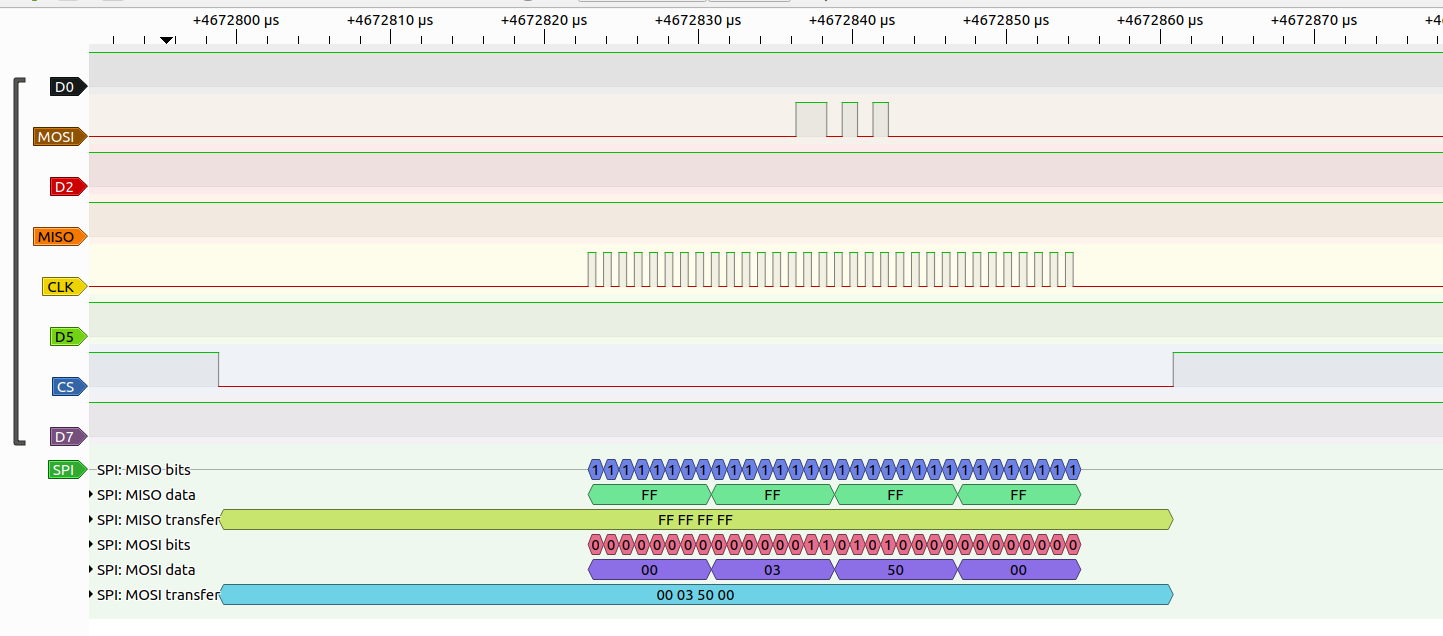 +4672800 µs +4672810 µs +4672820 µs +4672830 µs +4672840 µs +4672850 µs +4672860 µs +4672870 µs
D0
MOSI
D2
MISO
CLK
D5
CS
D7
SPI SPI: MISO bits 1 1 1 1 1 1 1 1 1 1 1 1 1 1 1 1 1 1 1 1 1 1 1 1 1 1 1 1 1 1 1 1
SPI: MISO data FF FF FF FF
SPI: MISO transfer FF FF FF FF
SPI: MOSI bits 0 0 0 0 0 0 0 0 0 0 0 0 0 0 1 1 0 1 0 1 0 0 0 0 0 0 0 0 0 0 0 0
SPI: MOSI data 00 03 50 00
SPI: MOSI transfer 00 03 50 00